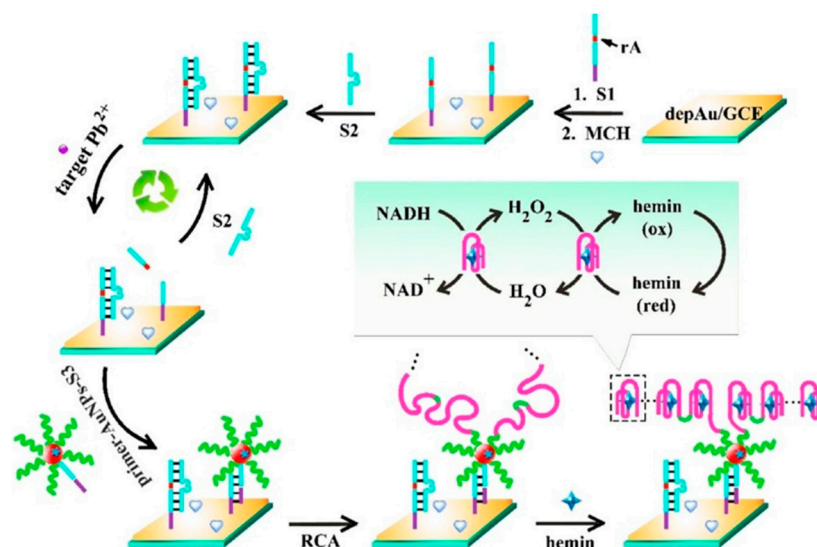 rA
1. S1
2. MCH
depAu/GCE
S2
target Pb2+
S2
NADH
H2O2
hemin
(ox)
NAD+
H2O
hemin
(red)
primer-AuNPs-S3
RCA
hemin